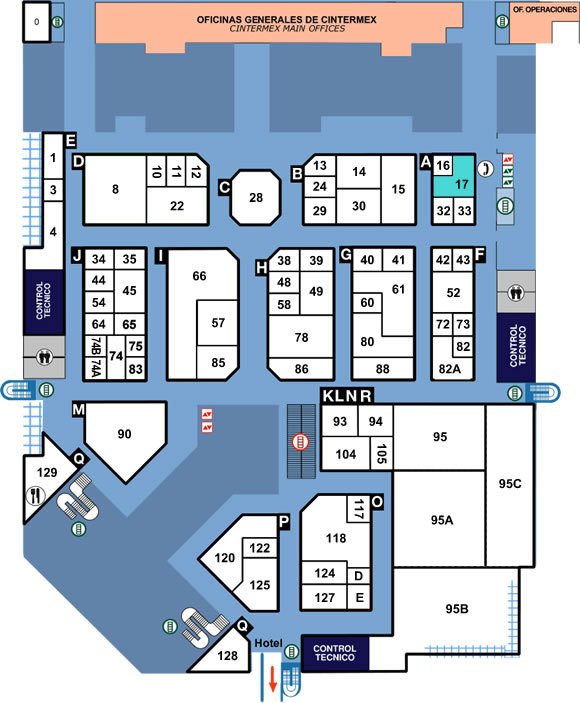 0
OFICINAS GENERALES DE CINTERMEX
CINTERMEX MAIN OFFICES
OF. OPERACIONES
E
1
3
4
D
8
10
11
12
22
C
28
B
13
24
29
14
30
15
A
16
17
32
33
J
34
35
44
45
54
64
65
74B
74A
74
75
83
I
66
57
85
H
38
39
48
49
58
78
86
G
40
41
60
61
80
88
F
42
43
52
72
73
82
82A
CONTROL
TECNICO
CONTROL
TECNICO
M
90
K L N R
93
94
95
104
105
95C
95A
95B
Q
129
P
120
122
125
O
117
118
124
D
127
E
Q
128
Hotel
CONTROL
TECNICO